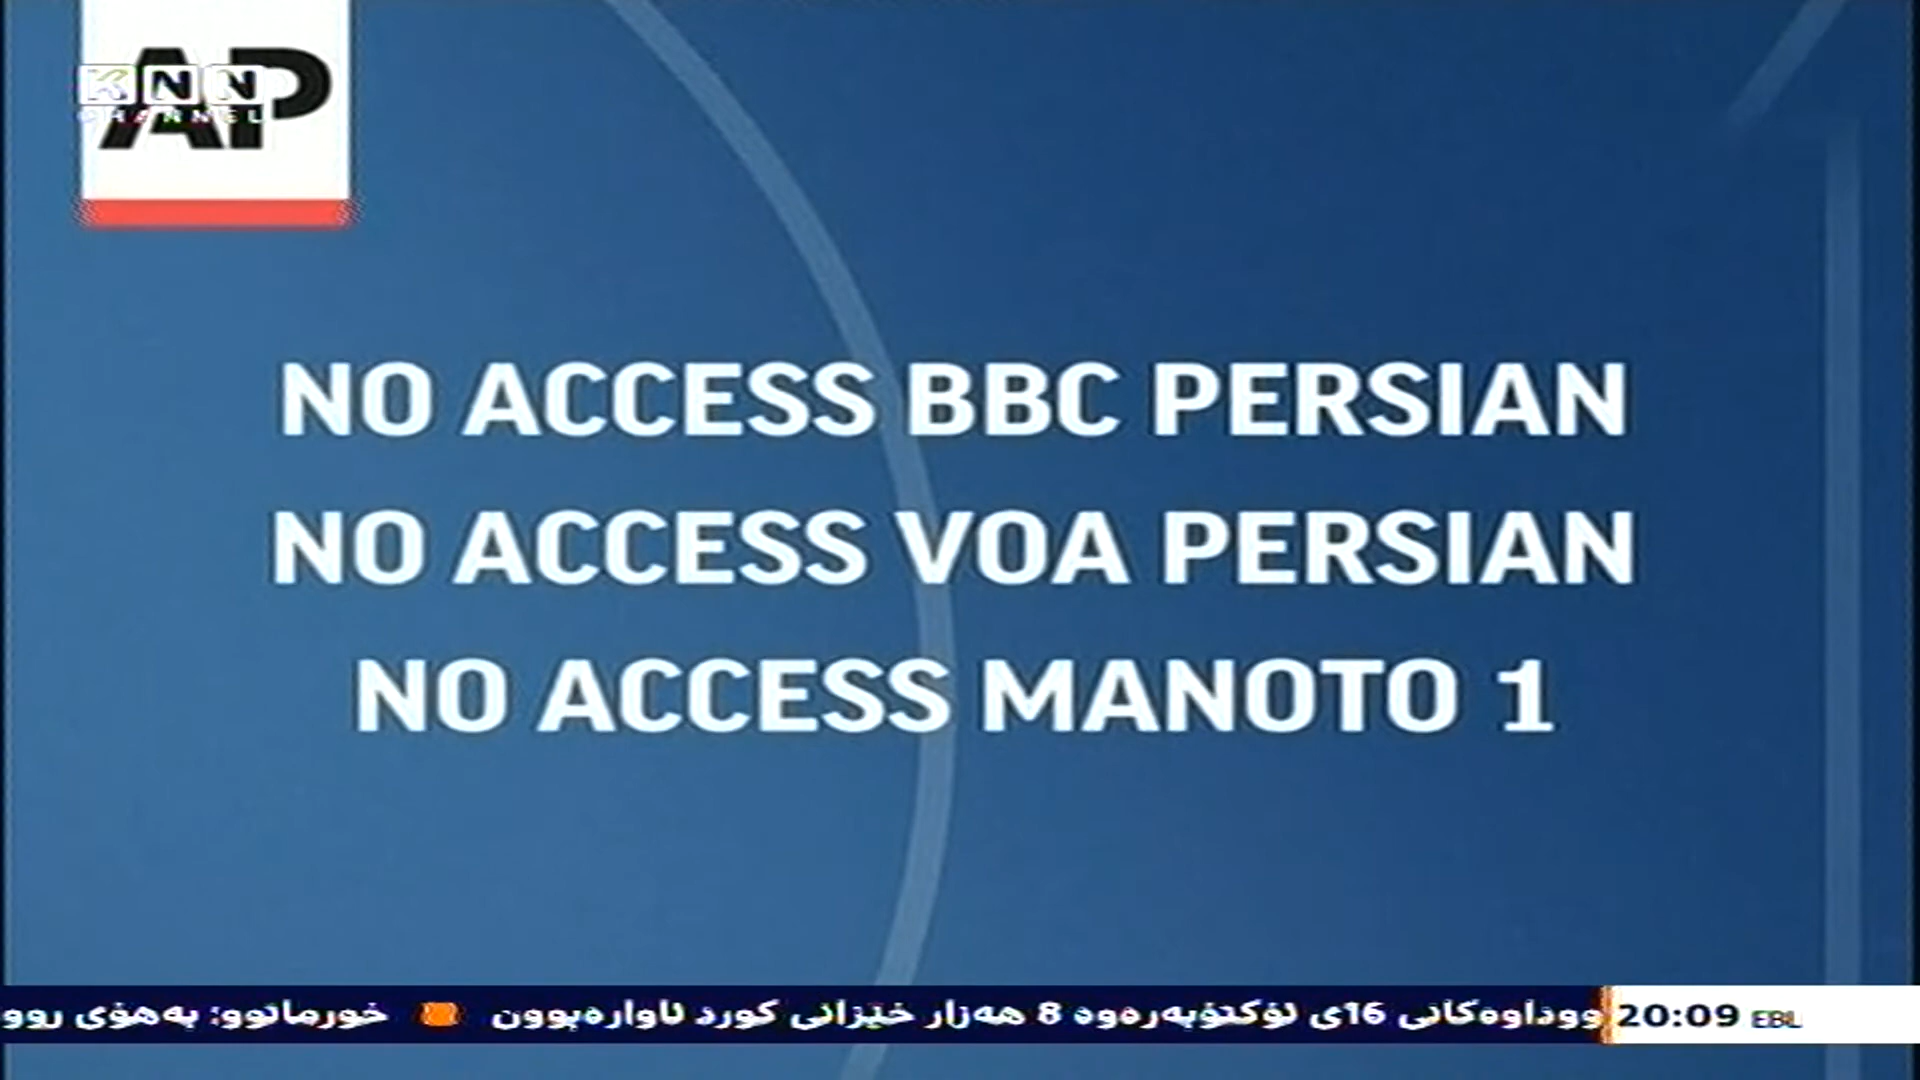 AP
KNN
CHANNEL
NO ACCESS BBC PERSIAN
NO ACCESS VOA PERSIAN
NO ACCESS MANOTO 1
ووداوەکانی 16ی ئۆکتۆبەرەوە 8 هەزار خێزانی کورد ئاوارەبوون ■ خورماتوو: بەهۆی رووو
20:09 EBL